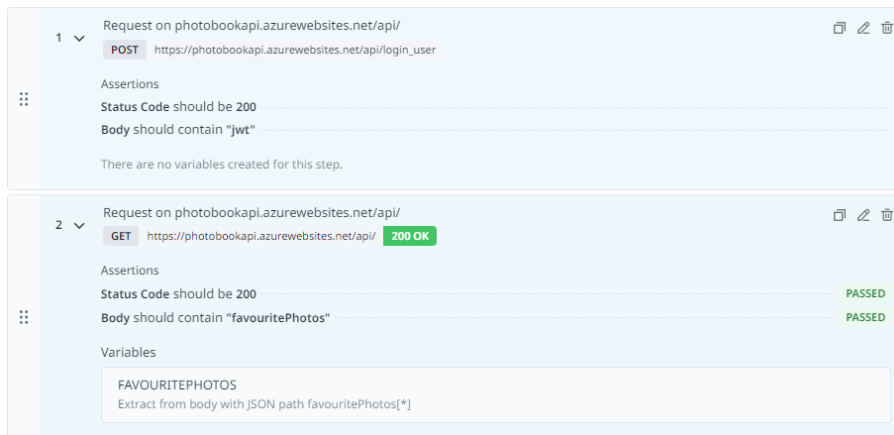 Request on photobookapi.azurewebsites.net/api/
1
POST https://photobookapi.azurewebsites.net/api/login_user
Assertions
Status Code should be 200
Body should contain "jwt"
There are no variables created for this step.
Request on photobookapi.azurewebsites.net/api/
2
GET https://photobookapi.azurewebsites.net/api/ 200 OK
Assertions
Status Code should be 200 PASSED
Body should contain "favouritePhotos" PASSED
Variables
FAVOURITEPHOTOS
Extract from body with JSON path favouritePhotos[*]